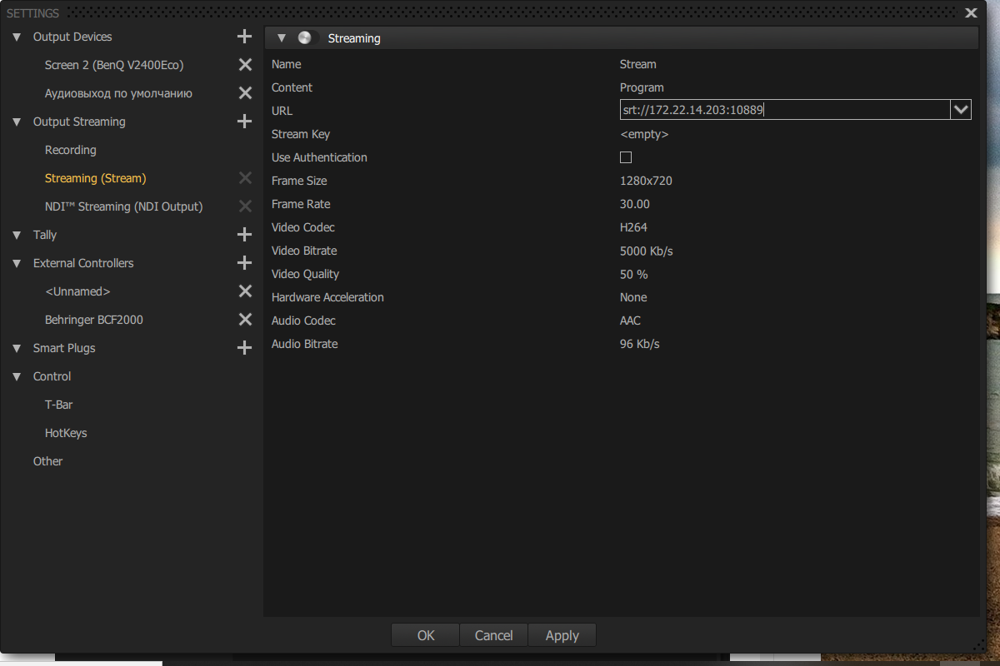 SETTINGS
Output Devices
Screen 2 (BenQ V2400Eco)
Аудиовыход по умолчанию
Output Streaming
Recording
Streaming (Stream)
NDI™ Streaming (NDI Output)
Tally
External Controllers
<Unnamed>
Behringer BCF2000
Smart Plugs
Control
T-Bar
HotKeys
Other
Streaming
Name Stream
Content Program
URL srt://172.22.14.203:10889
Stream Key <empty>
Use Authentication
Frame Size 1280x720
Frame Rate 30.00
Video Codec H264
Video Bitrate 5000 Kb/s
Video Quality 50 %
Hardware Acceleration None
Audio Codec AAC
Audio Bitrate 96 Kb/s
OK Cancel Apply